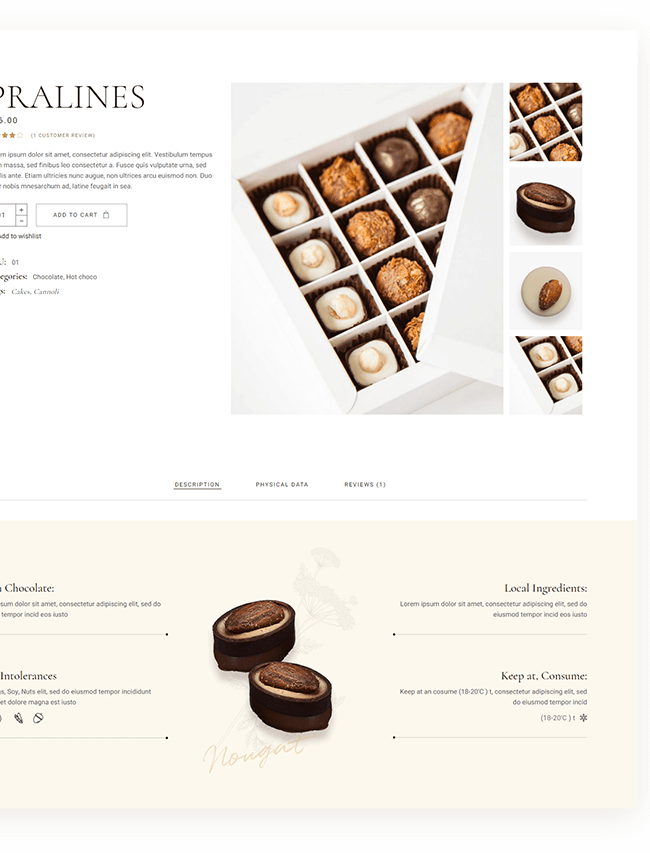 PRALINES
5.00
(1 CUSTOMER REVIEW)
m ipsum dolor sit amet, consectetur adipiscing elit. Vestibulum tempus
massa, sed finibus leo consectetur a. Fusce quis vulputate urna, sed
lis ante. Etiam ultricies nunc augue, non ultrices arcu euismod non. Duo
nobis mnesarchum ad, latine feugait in sea.
01 + − ADD TO CART
Add to wishlist
U: 01
egories: Chocolate, Hot choco
s: Cakes, Cannoli
DESCRIPTION PHYSICAL DATA REVIEWS (1)
Chocolate:
sum dolor sit amet, consectetur adipiscing elit, sed do
tempor incid eos iusto
Local Ingredients:
Lorem ipsum dolor sit amet, consectetur adipiscing elit, sed do
eiusmod tempor incid eos iusto
Intolerances
s, Soy, Nuts elit, sed do eiusmod tempor incididunt
et dolore magna est iusto
Keep at, Consume:
Keep at an cosume (18-20'C ) t, consectetur adipiscing elit, sed
do eiusmod tempor incid
(18-20'C ) t
Nougat